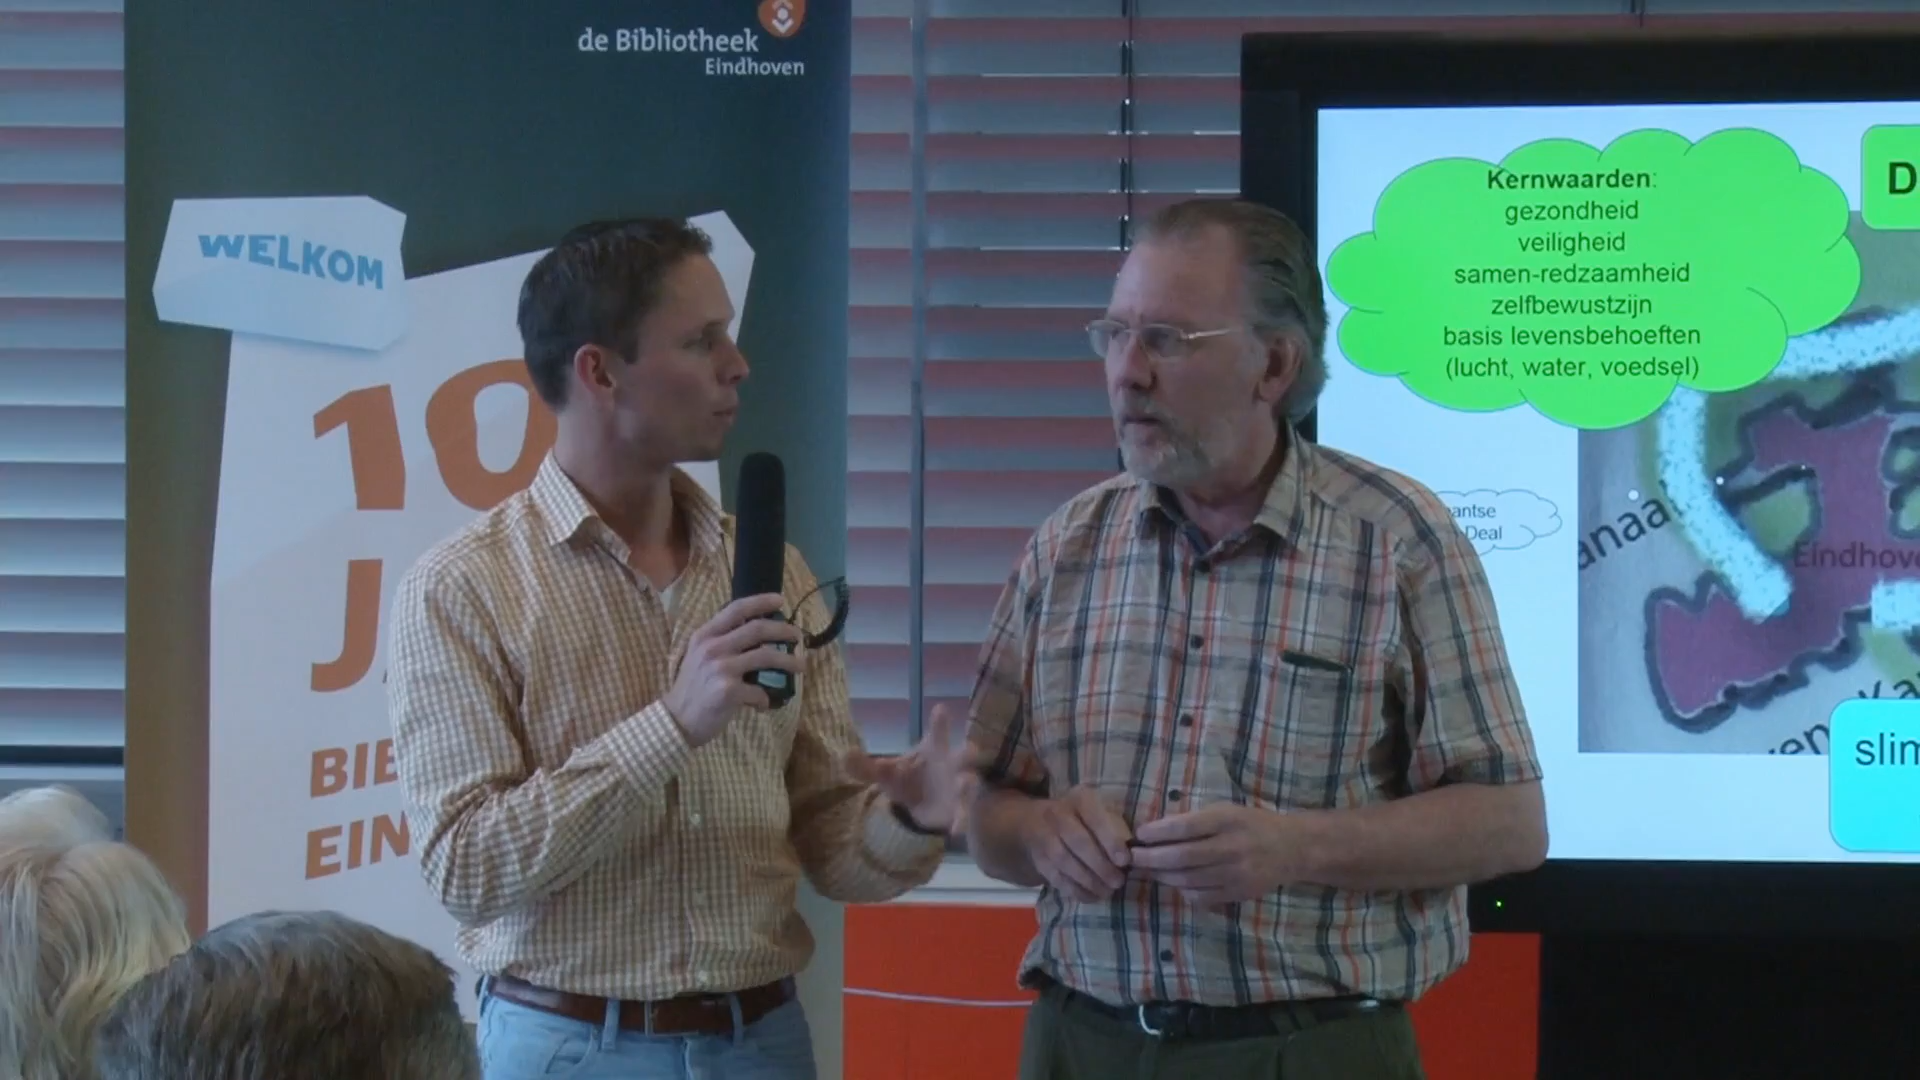 de Bibliotheek
Eindhoven
WELKOM
10
J
BIE
EIN
Kernwaarden:
gezondheid
veiligheid
samen-redzaamheid
zelfbewustzijn
basis levensbehoeften
(lucht, water, voedsel)
D
antse
Deal
anaa
Eindhove
slim